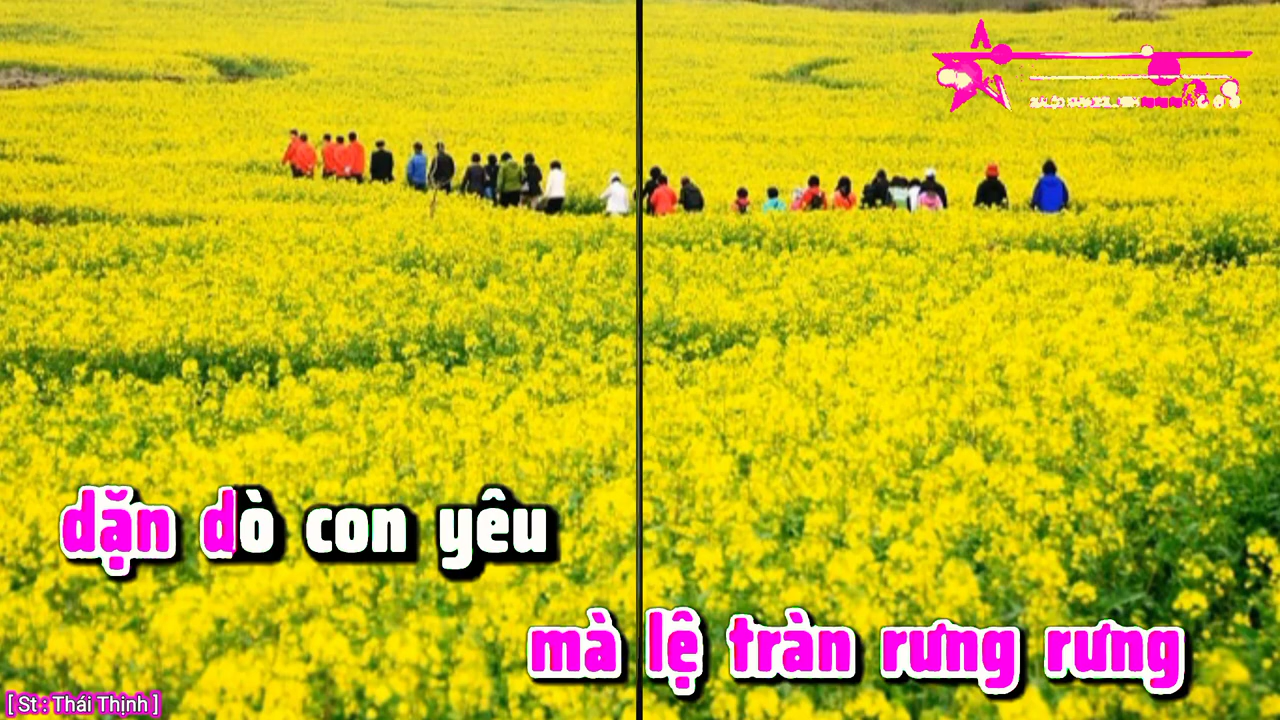 dặn dò con yêu
mà lệ tràn rưng rưng
[ St : Thái Thịnh ]